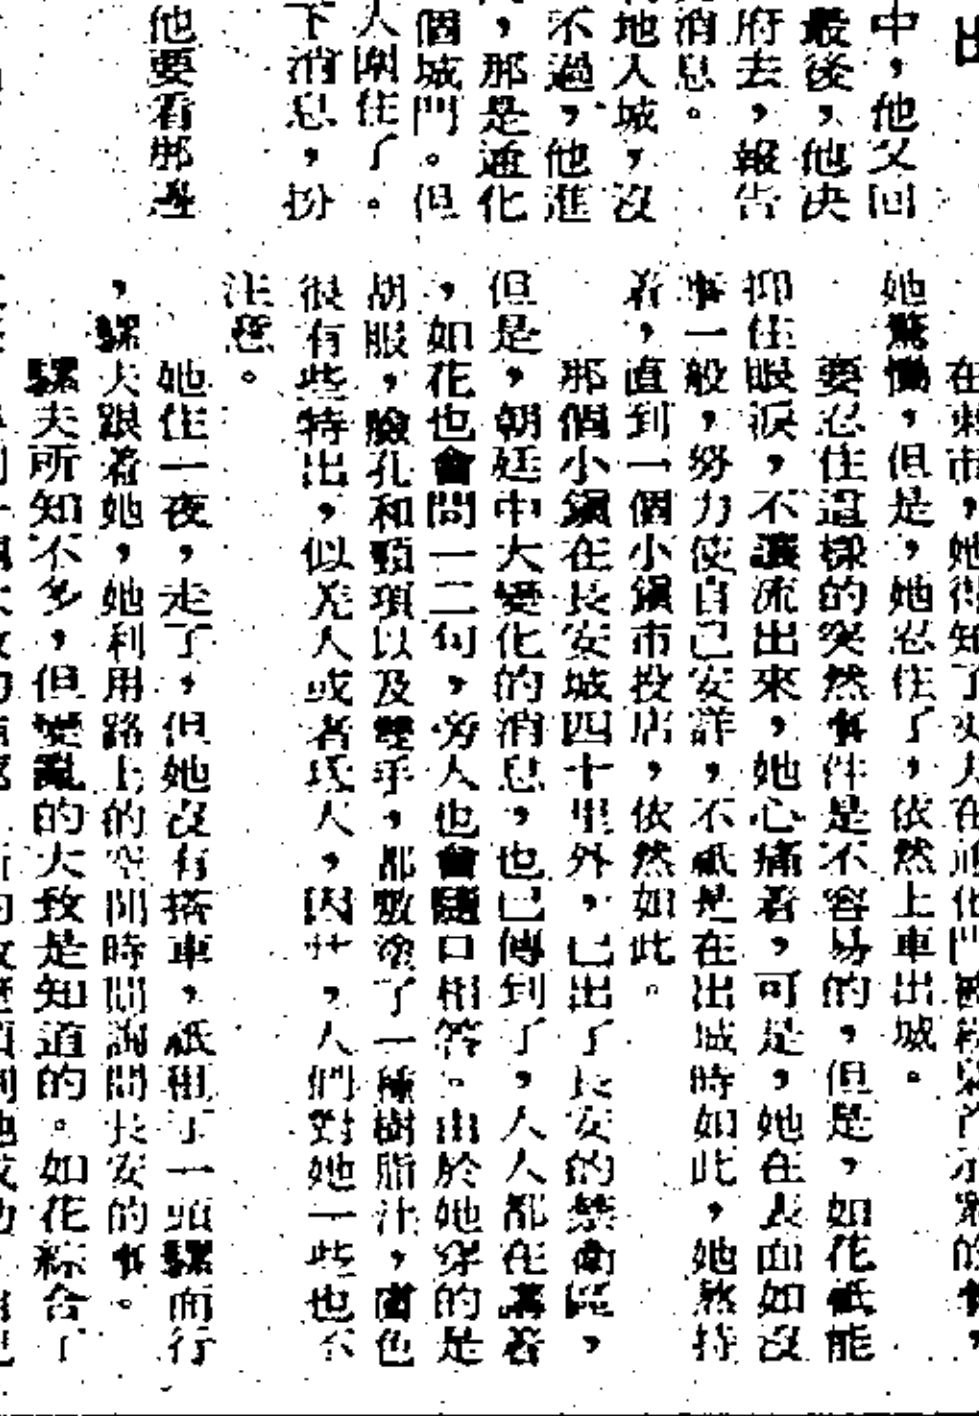 出
中，他又回
最後，他決
府去，報告
消息。
地入城，沒
不過，他進
，那是通化
個城門。但
人圍住了。
下消息，扮
他要看那邊
在刺市，她得知了丈夫在通化門被
她驚慟，但是，她忍住了，依然上車出城。
要忍住這樣的突然事件是不容易的，但是，如花祇能
抑住眼淚，不讓流出來，她心痛着，可是，她在表面如沒
事一般，努力使自己安詳，不祇是在出城時如此，她熬持
着，直到一個小鎭市投店，依然如此。
那個小鎭在長安城四十里外，已出了長安的禁衛區，
但是，朝廷中大變化的消息，也已傳到了，人人都在講着
，如花也會問一二句，旁人也會隨口相答。由於她穿的是
胡服，臉孔和頸項以及雙手，都敷塗了一種樹脂汁，膚色
很有些特出，似羌人或者氐人，因此，人們對她一些也不
注意。
她住一夜，走了，但她沒有搭車，祇租了一頭騾而行
，騾夫跟着她，她利用路上的空閒時間詢問長安的事。
騾夫所知不多，但變亂的大致是知道的。如花綜合了